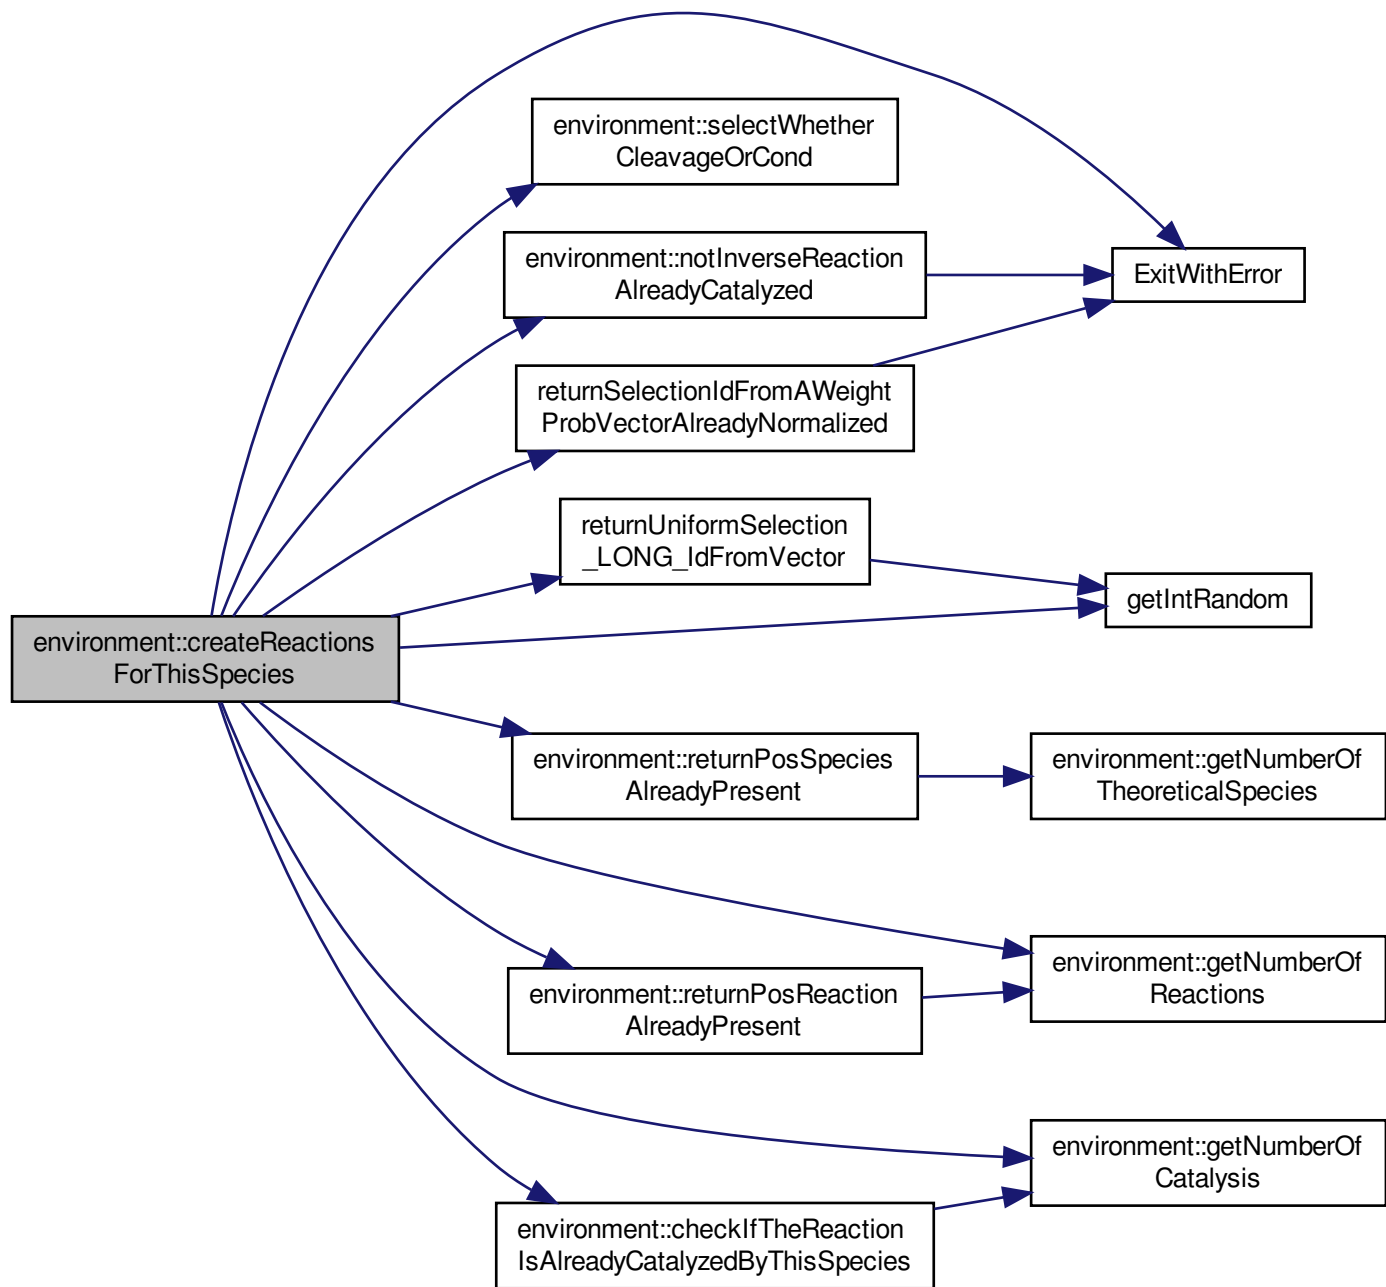 environment::selectWhether
CleavageOrCond
environment::notInverseReaction
AlreadyCatalyzed
ExitWithError
returnSelectionIdFromAWeight
ProbVectorAlreadyNormalized
returnUniformSelection
_LONG_IdFromVector
getIntRandom
environment::createReactions
ForThisSpecies
environment::returnPosSpecies
AlreadyPresent
environment::getNumberOf
TheoreticalSpecies
environment::returnPosReaction
AlreadyPresent
environment::getNumberOf
Reactions
environment::getNumberOf
Catalysis
environment::checkIfTheReaction
IsAlreadyCatalyzedByThisSpecies